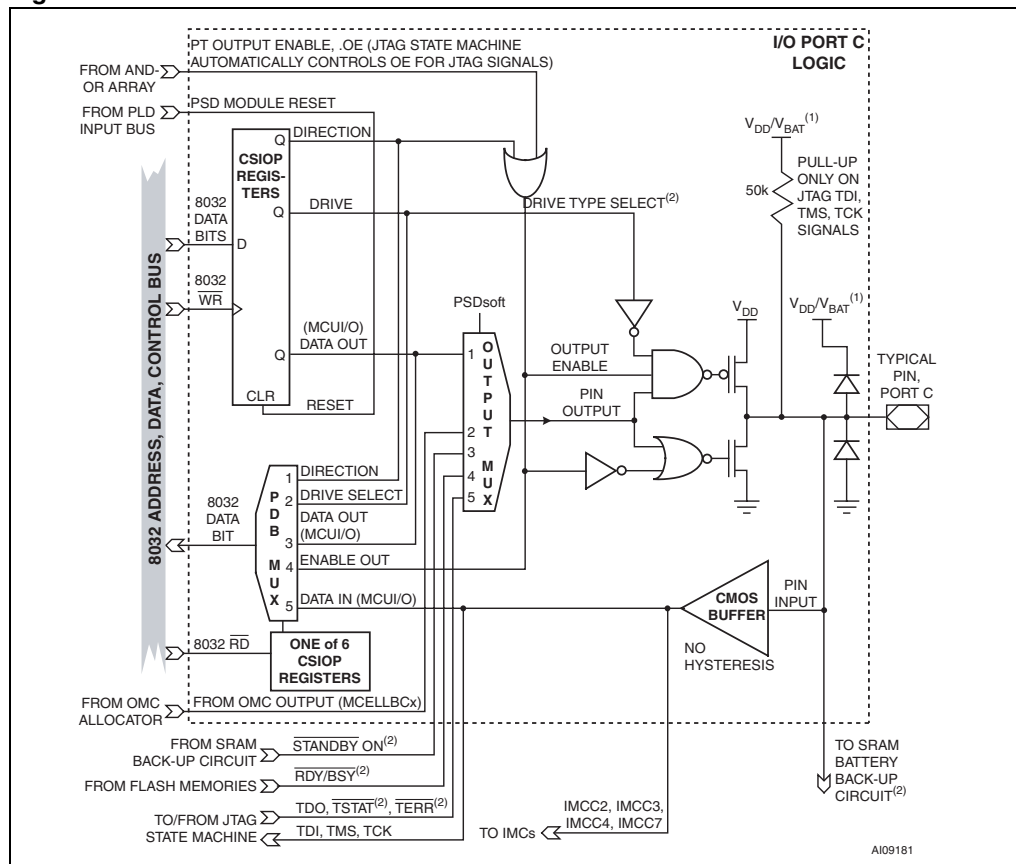 PT OUTPUT ENABLE, .OE (JTAG STATE MACHINE
AUTOMATICALLY CONTROLS OE FOR JTAG SIGNALS)
I/O PORT C
LOGIC
FROM AND-
OR ARRAY
FROM PLD
INPUT BUS
PSD MODULE RESET
8032 ADDRESS, DATA, CONTROL BUS
CSIOP
REGIS-
TERS
Q
DIRECTION
Q
DRIVE
DRIVE TYPE SELECT(2)
8032
DATA
BITS
D
8032
WR
(MCUI/O)
DATA OUT
Q
CLR
RESET
PSDsoft
OUTPUT MUX
1
2
3
4
5
OUTPUT
ENABLE
PIN
OUTPUT
VDD/VBAT(1)
50k
PULL-UP
ONLY ON
JTAG TDI,
TMS, TCK
SIGNALS
VDD
VDD/VBAT(1)
TYPICAL
PIN,
PORT C
8032
DATA
BIT
PDB MUX
1
DIRECTION
2
DRIVE SELECT
DATA OUT
(MCUI/O)
3
4
ENABLE OUT
5
DATA IN (MCUI/O)
CMOS
BUFFER
PIN
INPUT
NO
HYSTERESIS
8032 RD
ONE of 6
CSIOP
REGISTERS
FROM OMC
ALLOCATOR
FROM OMC OUTPUT (MCELLBCx)
FROM SRAM
BACK-UP CIRCUIT
STANDBY ON(2)
FROM FLASH MEMORIES
RDY/BSY(2)
TO/FROM JTAG
STATE MACHINE
TDO, TSTAT(2), TERR(2)
TDI, TMS, TCK
TO IMCs
IMCC2, IMCC3,
IMCC4, IMCC7
TO SRAM
BATTERY
BACK-UP
CIRCUIT(2)
AI09181